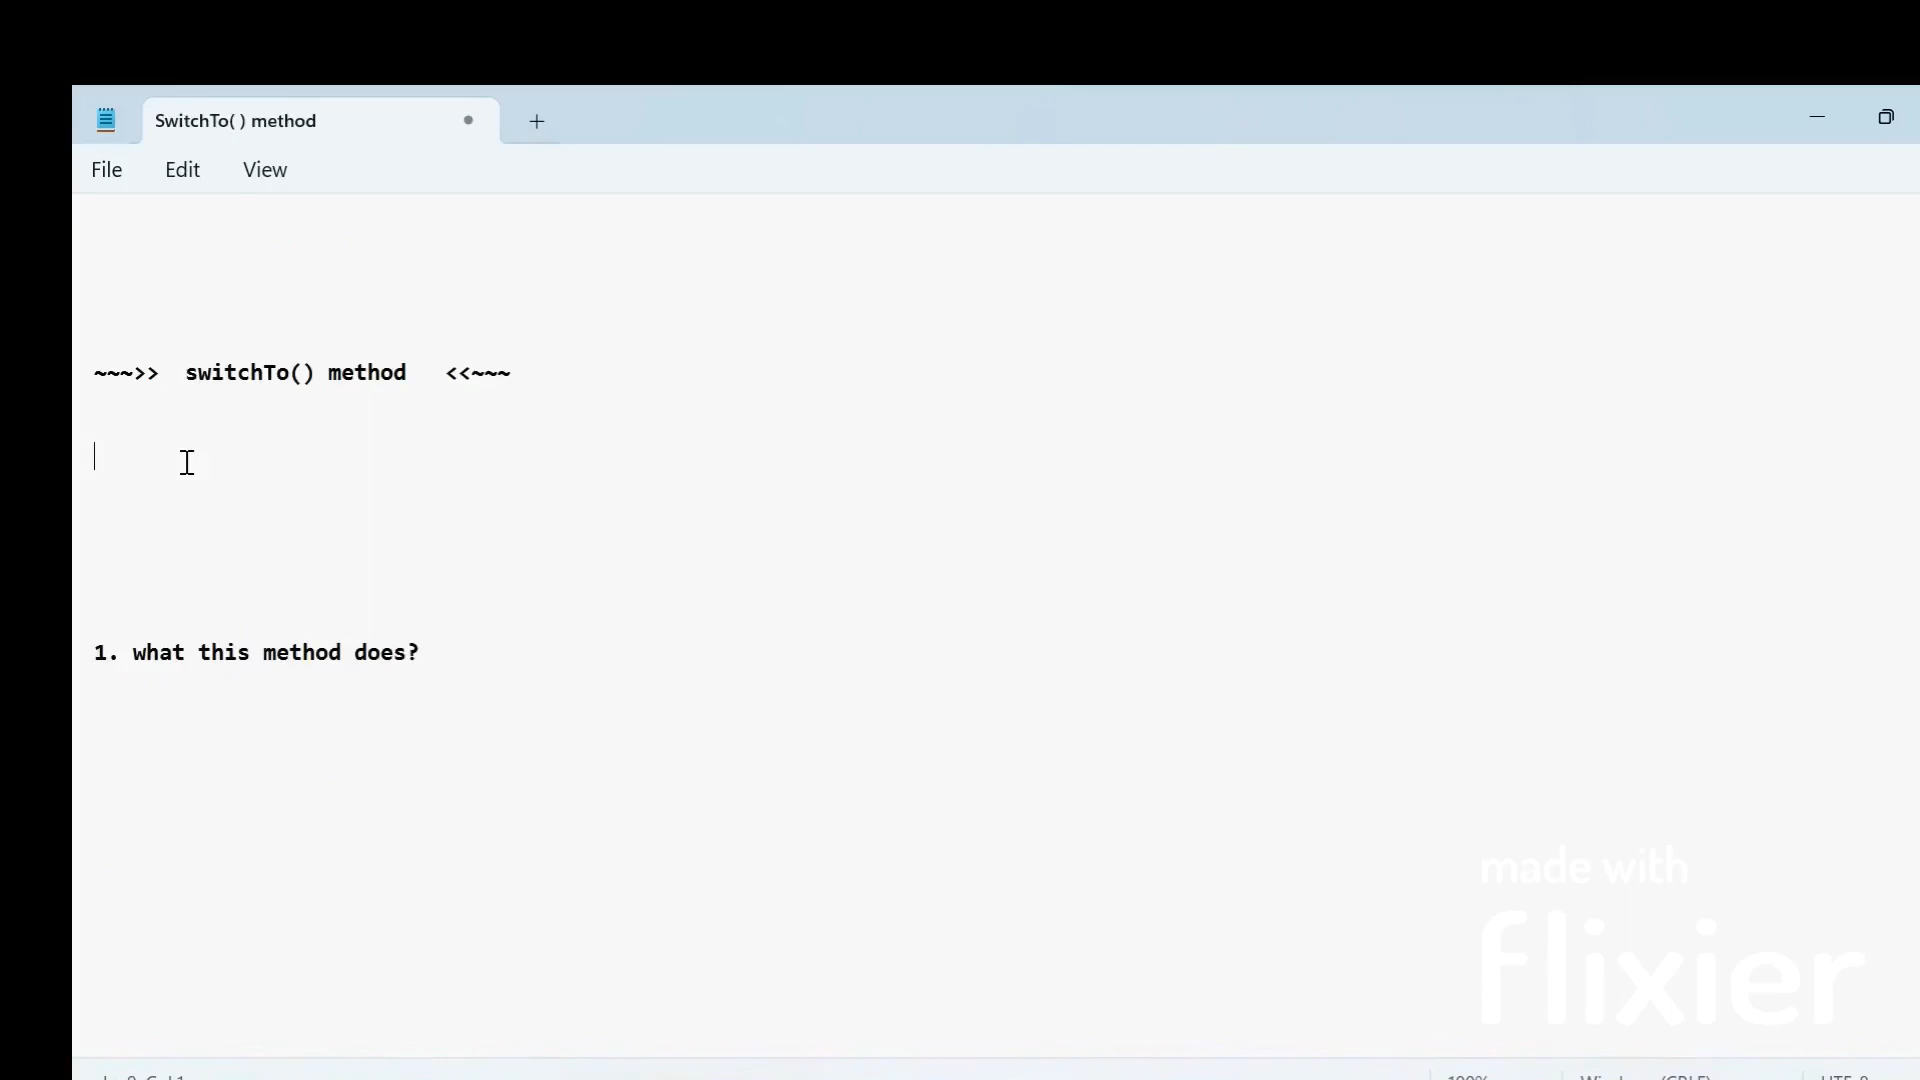 SwitchTo( ) method
File Edit View
~~~>>  switchTo() method   <<~~~
1. what this method does?
made with
flixier